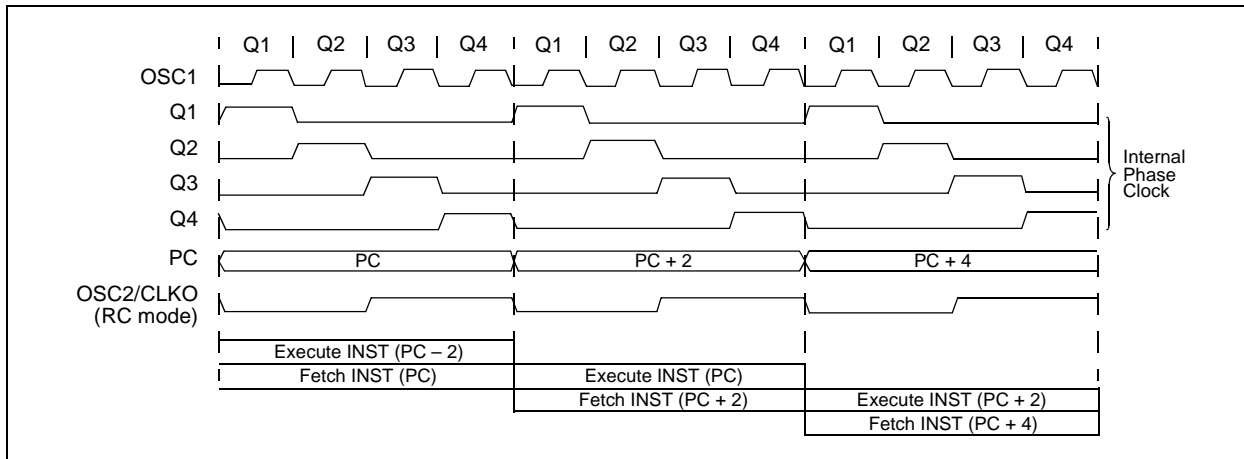 Q1 Q2 Q3 Q4 Q1 Q2 Q3 Q4 Q1 Q2 Q3 Q4
OSC1
Q1
Q2
Q3
Q4
Internal
Phase
Clock
PC PC PC + 2 PC + 4
OSC2/CLKO
(RC mode)
Execute INST (PC – 2)
Fetch INST (PC) Execute INST (PC)
Fetch INST (PC + 2) Execute INST (PC + 2)
Fetch INST (PC + 4)